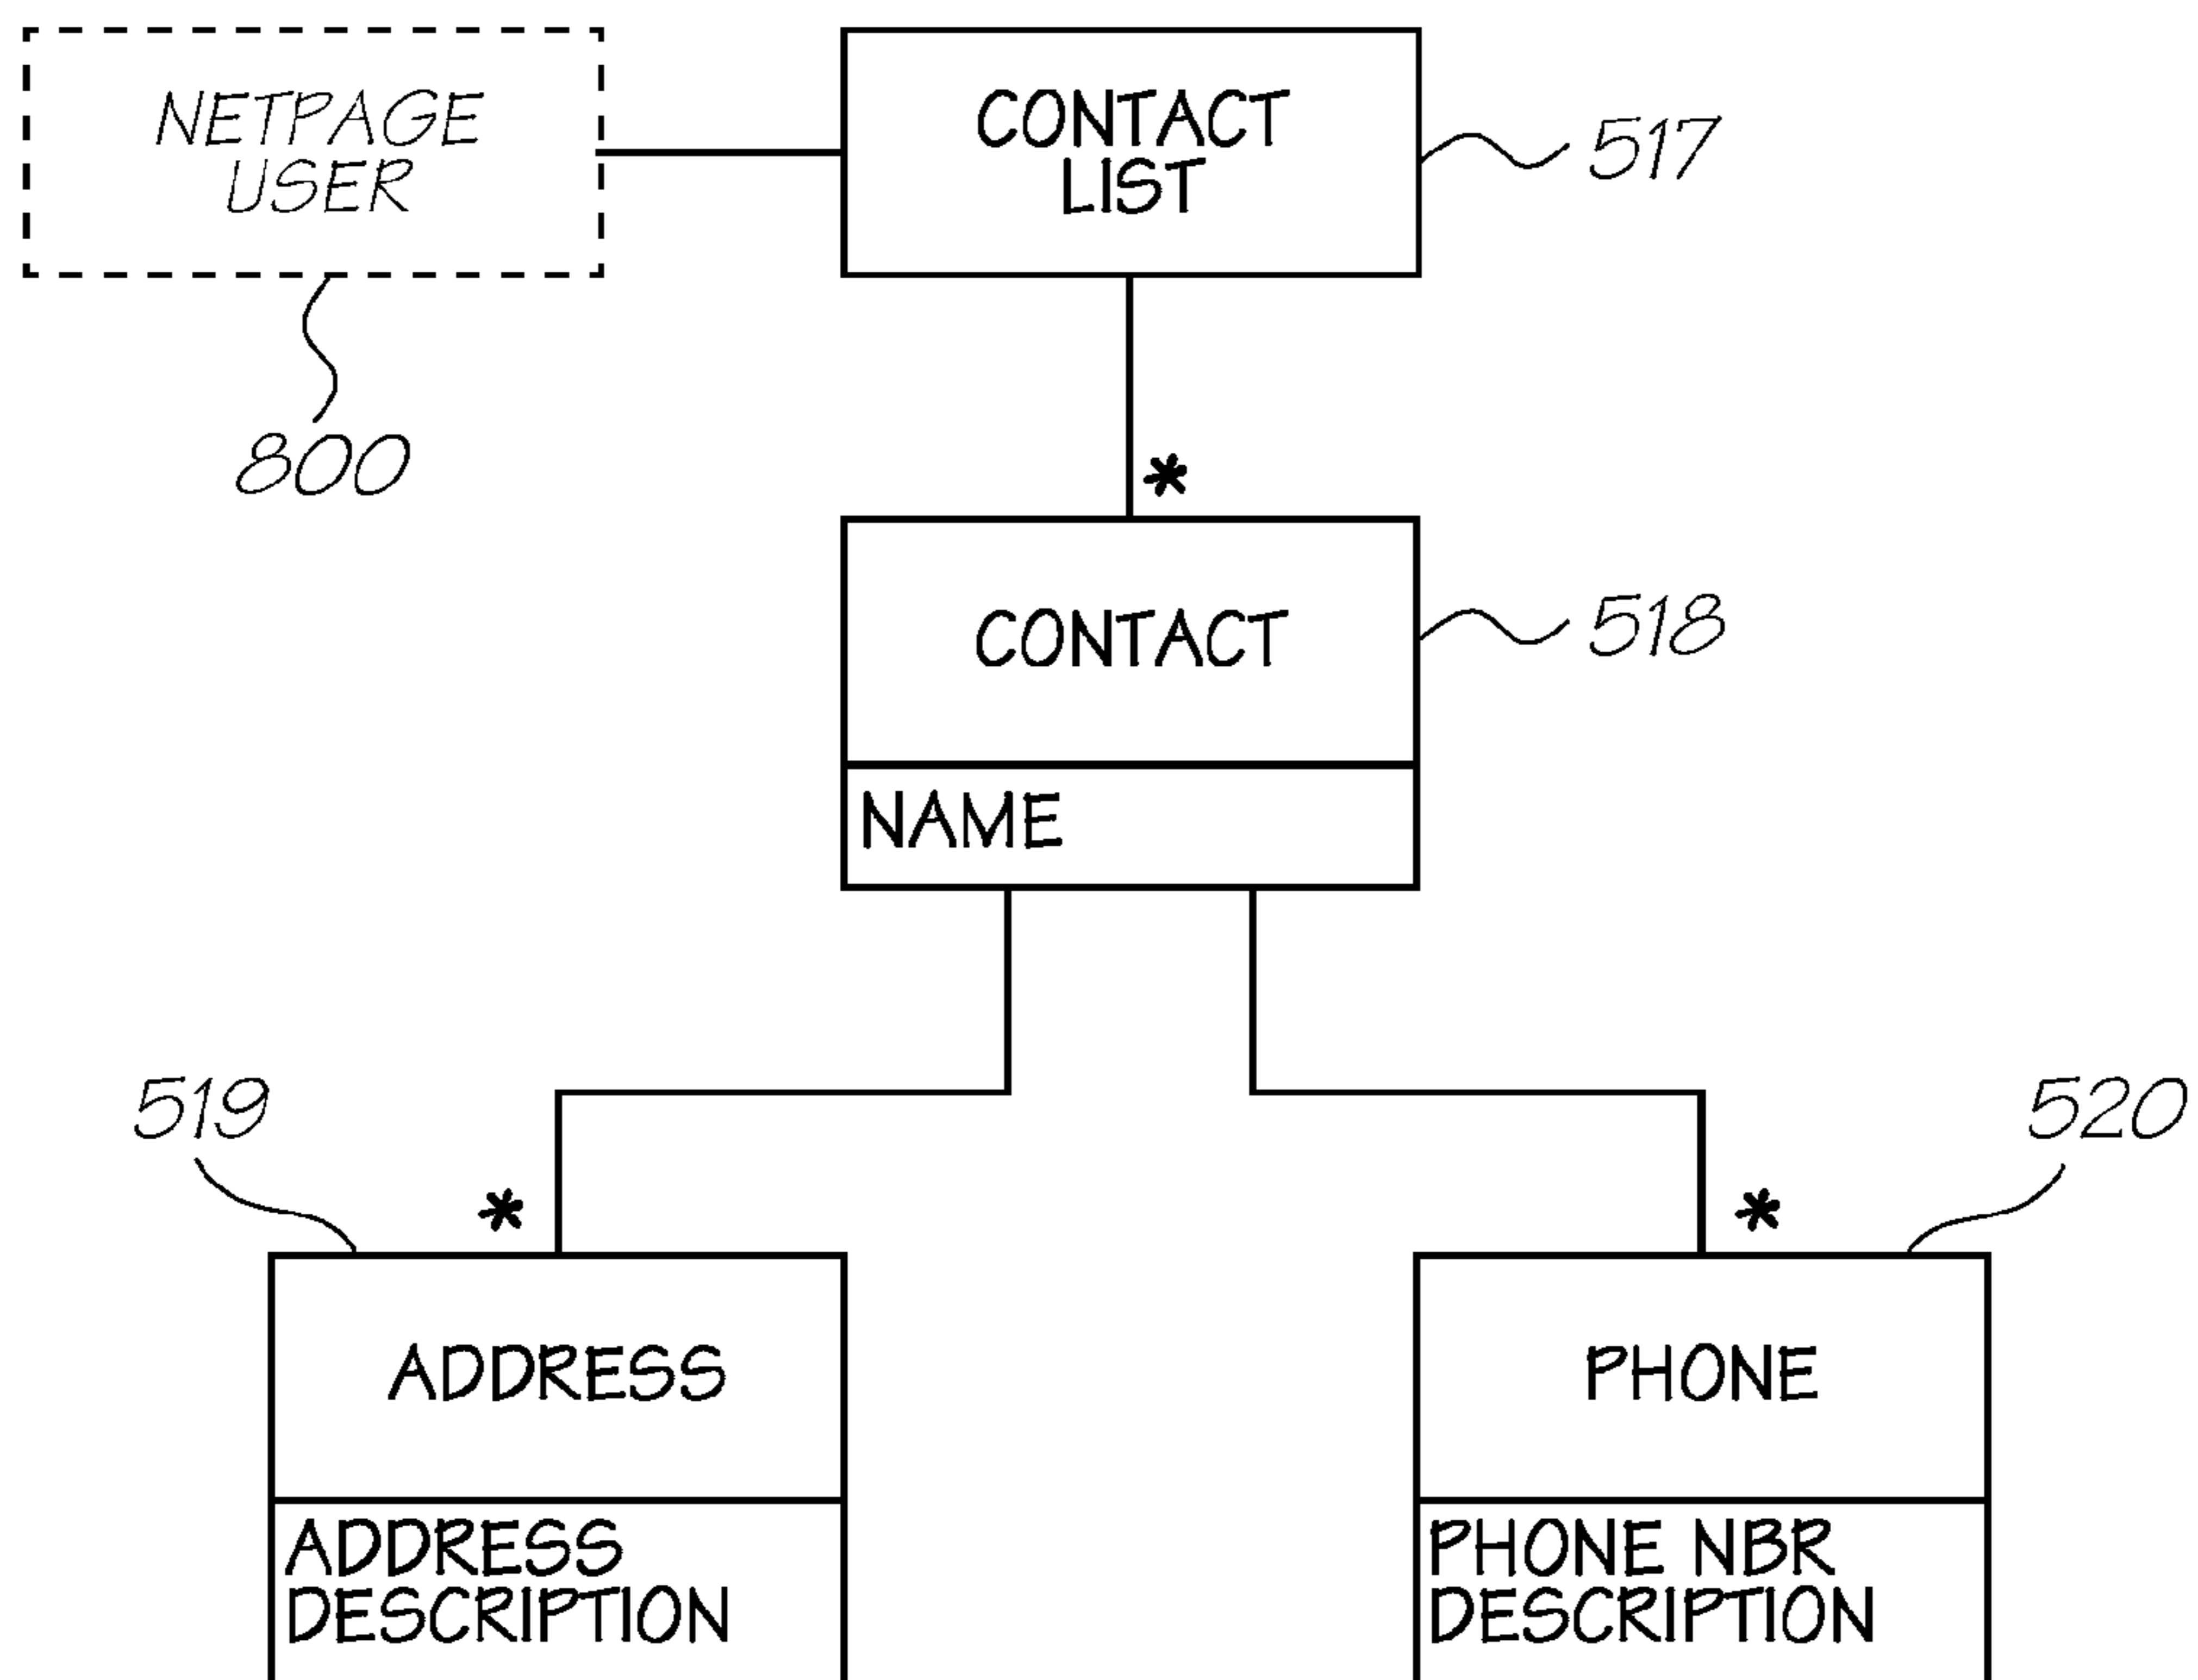 NETPAGE
USER
CONTACT
LIST
517
800
*
CONTACT
518
NAME
519
520
*
*
ADDRESS
PHONE
ADDRESS
DESCRIPTION
PHONE NBR
DESCRIPTION